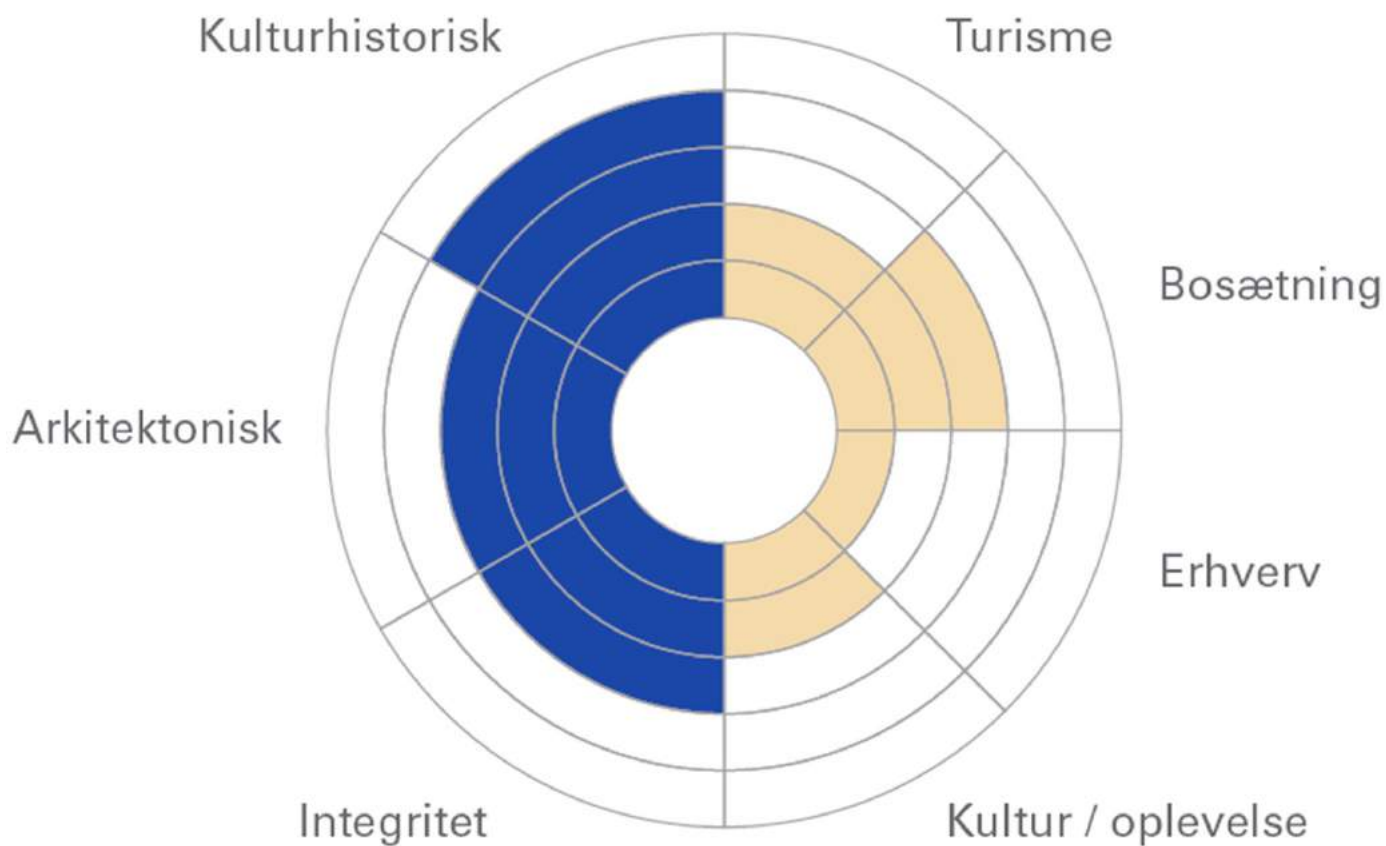 Kulturhistorisk
Turisme
Bosætning
Arkitektonisk
Erhverv
Integritet
Kultur / oplevelse